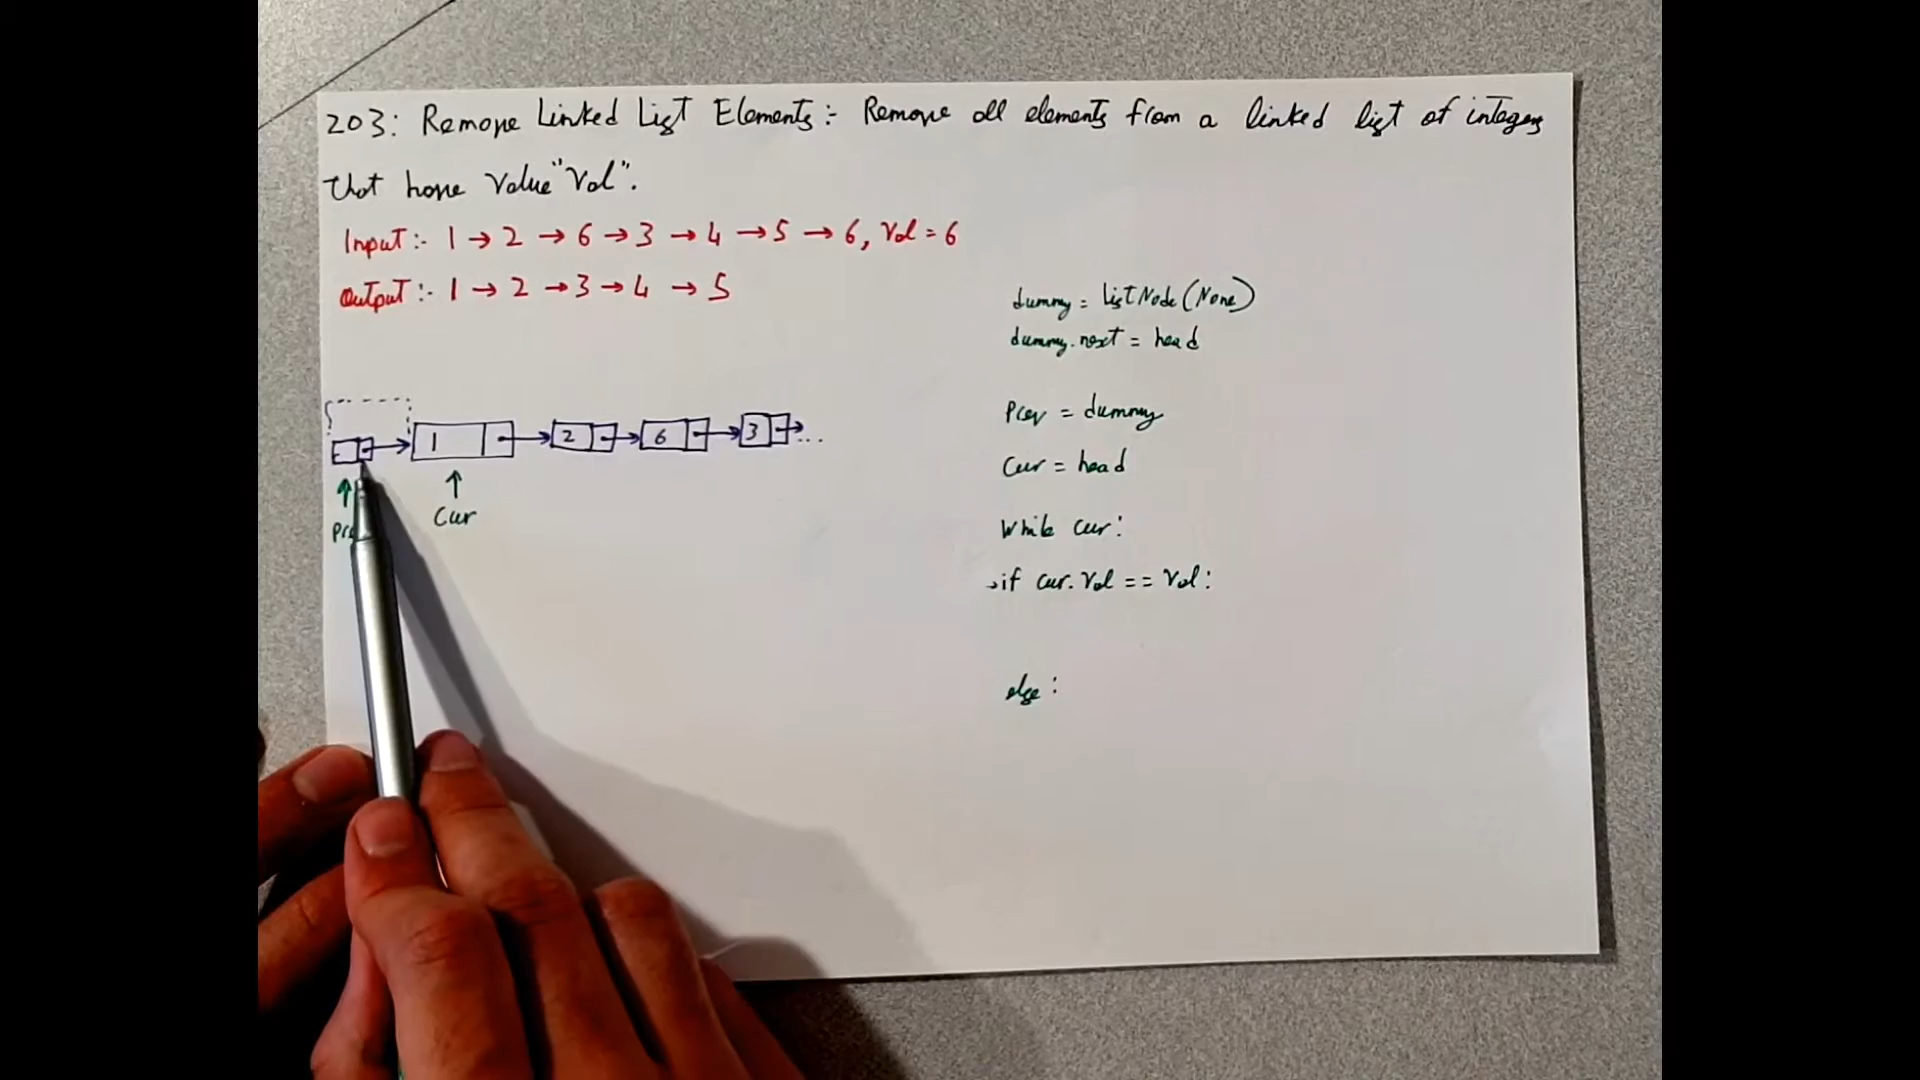 203: Remove Linked List Elements:- Remove all elements from a linked list of integers
that have value "Val".
Input:- 1 → 2 → 6 → 3 → 4 → 5 → 6, Val = 6
Output:- 1 → 2 → 3 → 4 → 5
dummy = ListNode(None)
dummy.next = head
Prev = dummy
Cur = head
While cur:
→if cur.Val == Val:
else:
- 1 2 6 3 ...
Cur